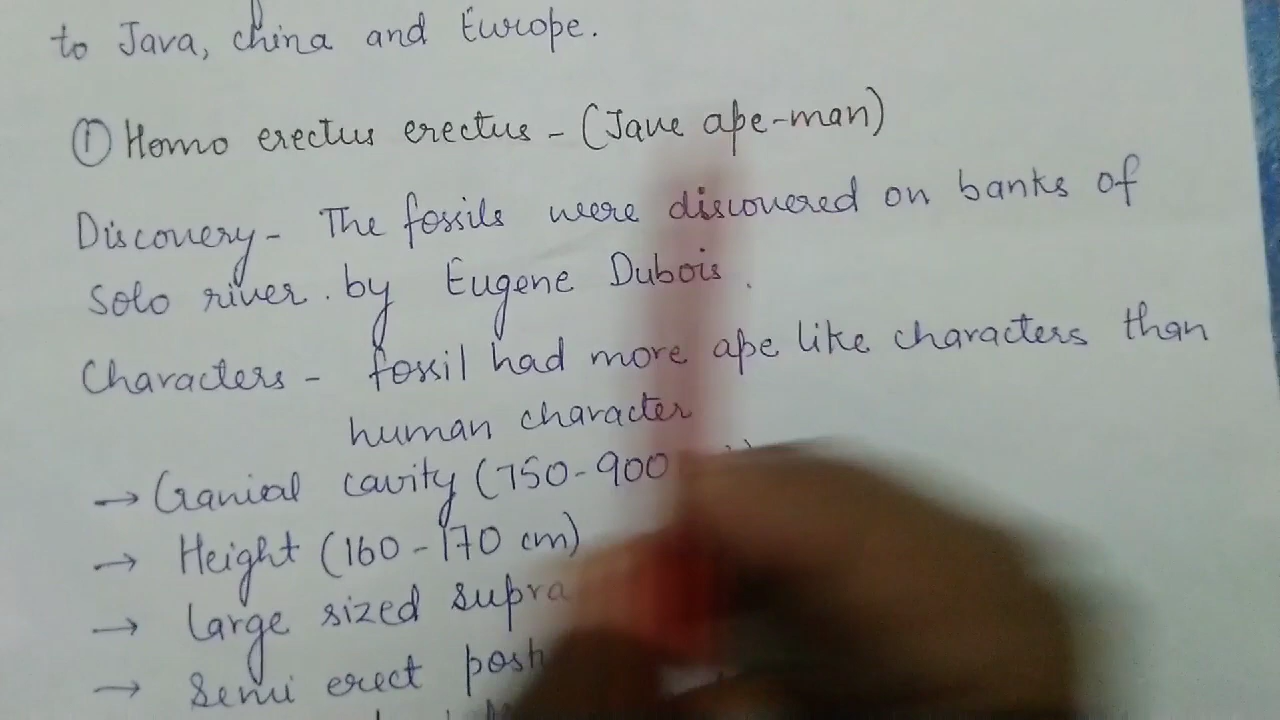 to Java, china and Europe.
① Homo erectus erectus - (Jave ape-man)
Discovery - The fossils were discovered on banks of
Solo river. by Eugene Dubois.
Characters - fossil had more ape like characters than
human character
→ Cranial cavity (750-900
→ Height (160-170 cm)
→ Large sized supra
→ Semi erect